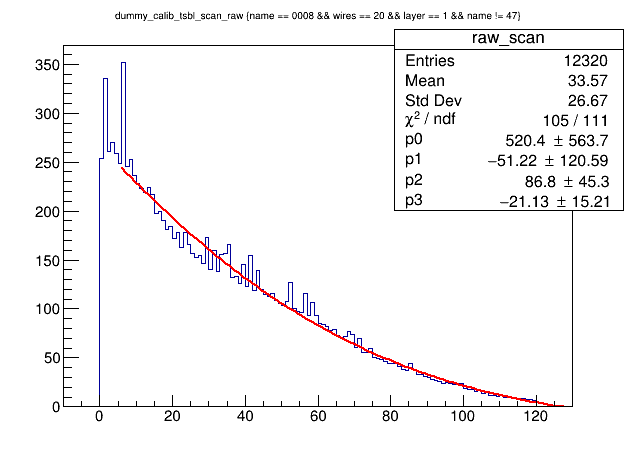 dummy_calib_tsbl_scan_raw {name == 0008 && wires == 20 && layer == 1 && name != 47}
raw_scan
Entries 12320
Mean 33.57
Std Dev 26.67
χ² / ndf 105 / 111
p0 520.4 ± 563.7
p1 −51.22 ± 120.59
p2 86.8 ± 45.3
p3 −21.13 ± 15.21
350
300
250
200
150
100
50
0
0 20 40 60 80 100 120